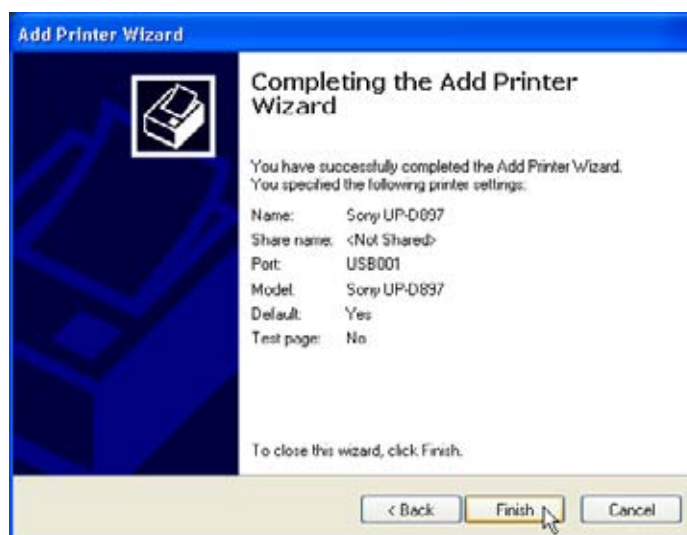 Add Printer Wizard
Completing the Add Printer
Wizard
You have successfully completed the Add Printer Wizard.
You specified the following printer settings:
Name: Sony UP-D897
Share name: <Not Shared>
Port: USB001
Model: Sony UP-D897
Default: Yes
Test page: No
To close this wizard, click Finish.
< Back Finish Cancel